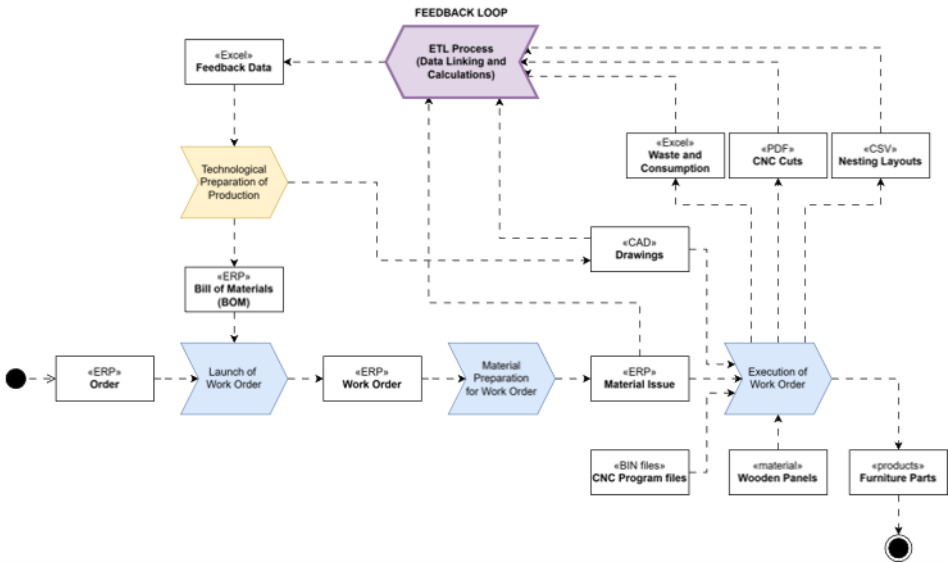 FEEDBACK LOOP
«Excel»
Feedback Data
ETL Process
(Data Linking and
Calculations)
«Excel»
Waste and
Consumption
«PDF»
CNC Cuts
«CSV»
Nesting Layouts
Technological
Preparation of
Production
«CAD»
Drawings
«ERP»
Bill of Materials
(BOM)
«ERP»
Order
Launch of
Work Order
«ERP»
Work Order
Material
Preparation
for Work Order
«ERP»
Material Issue
Execution of
Work Order
«BIN files»
CNC Program files
«material»
Wooden Panels
«products»
Furniture Parts